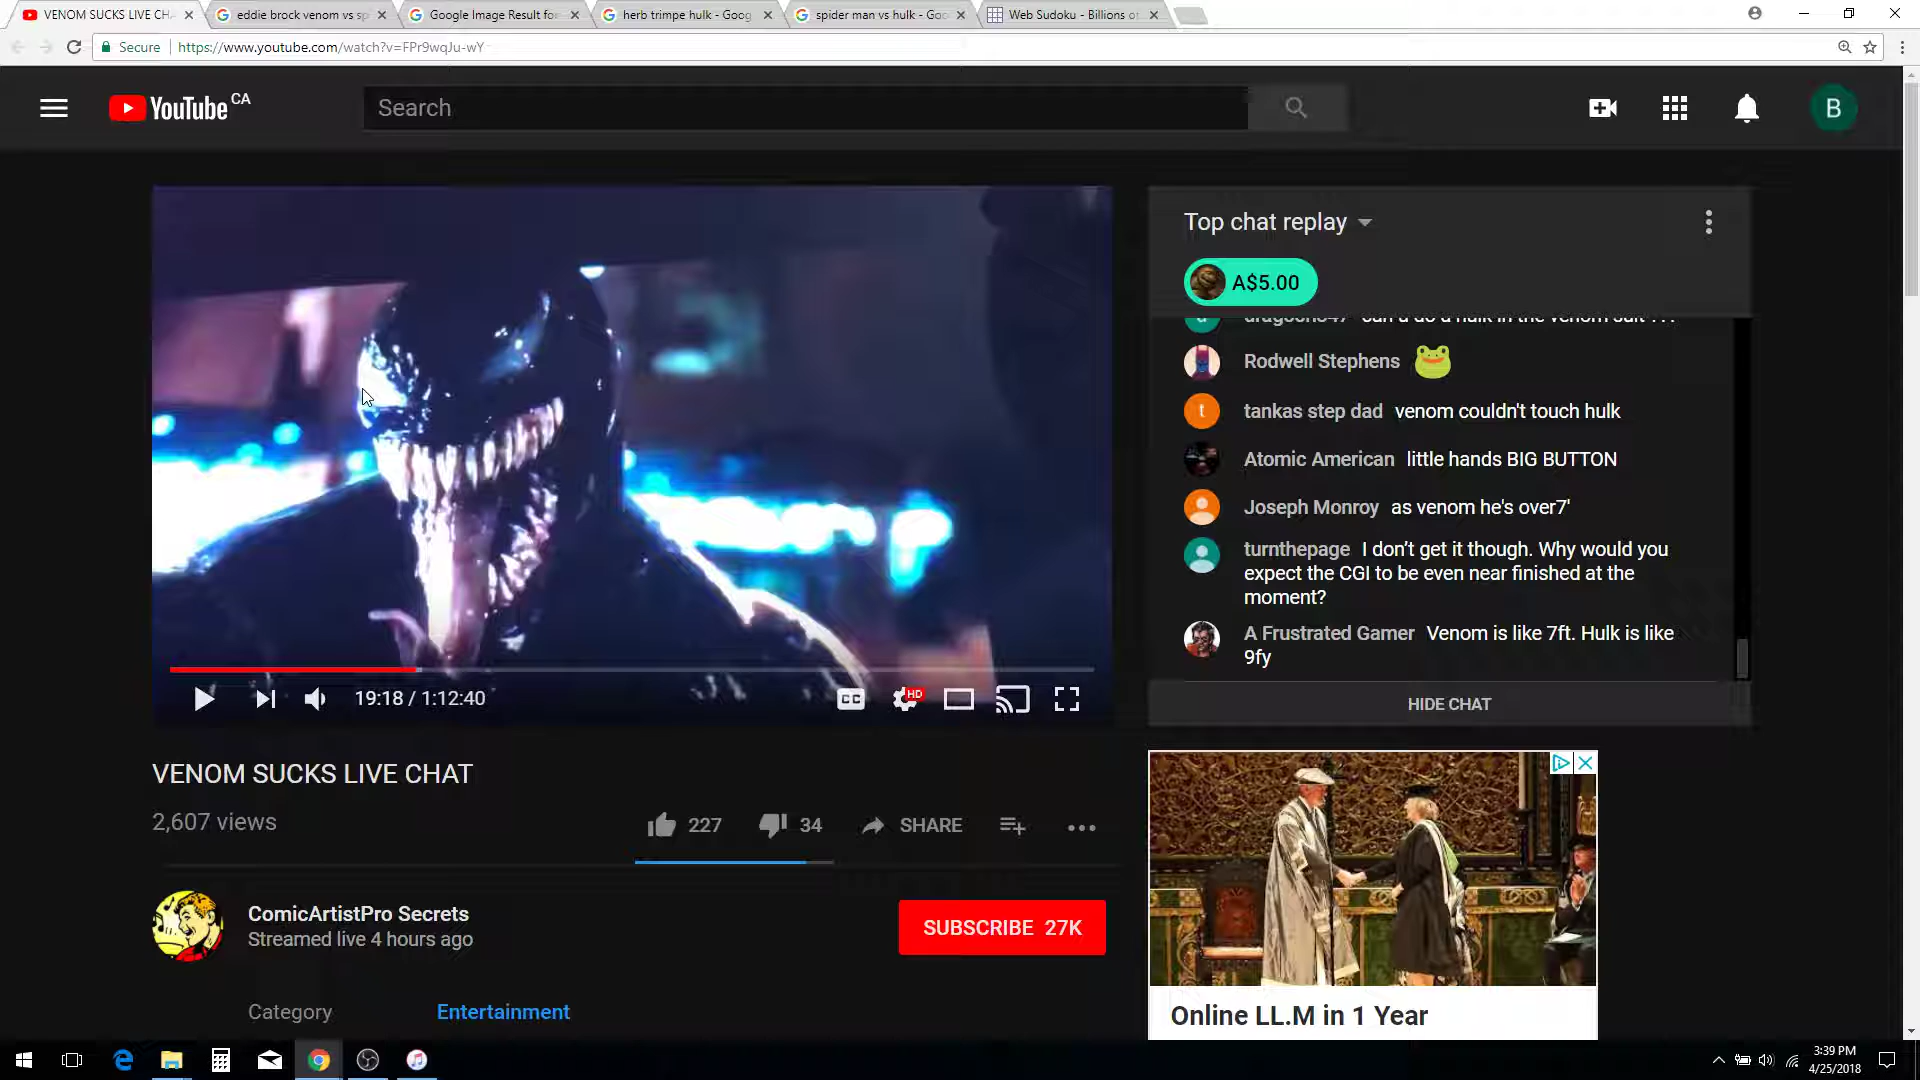 VENOM SUCKS LIVE CHA
eddie brock venom vs sp
Google Image Result for
herb trimpe hulk - Goog
spider man vs hulk - Goo
Web Sudoku - Billions of
Secure
https://www.youtube.com/watch?v=FPr9wqJu-wY
YouTube CA
Search
B
Top chat replay
A$5.00
Rodwell Stephens
tankas step dad venom couldn't touch hulk
Atomic American little hands BIG BUTTON
Joseph Monroy as venom he's over7'
turnthepage I don't get it though. Why would you
expect the CGI to be even near finished at the
moment?
A Frustrated Gamer Venom is like 7ft. Hulk is like
9fy
HIDE CHAT
19:18 / 1:12:40
CC
HD
VENOM SUCKS LIVE CHAT
2,607 views
227
34
SHARE
ComicArtistPro Secrets
Streamed live 4 hours ago
SUBSCRIBE 27K
Category
Entertainment
Online LL.M in 1 Year
3:39 PM
4/25/2018